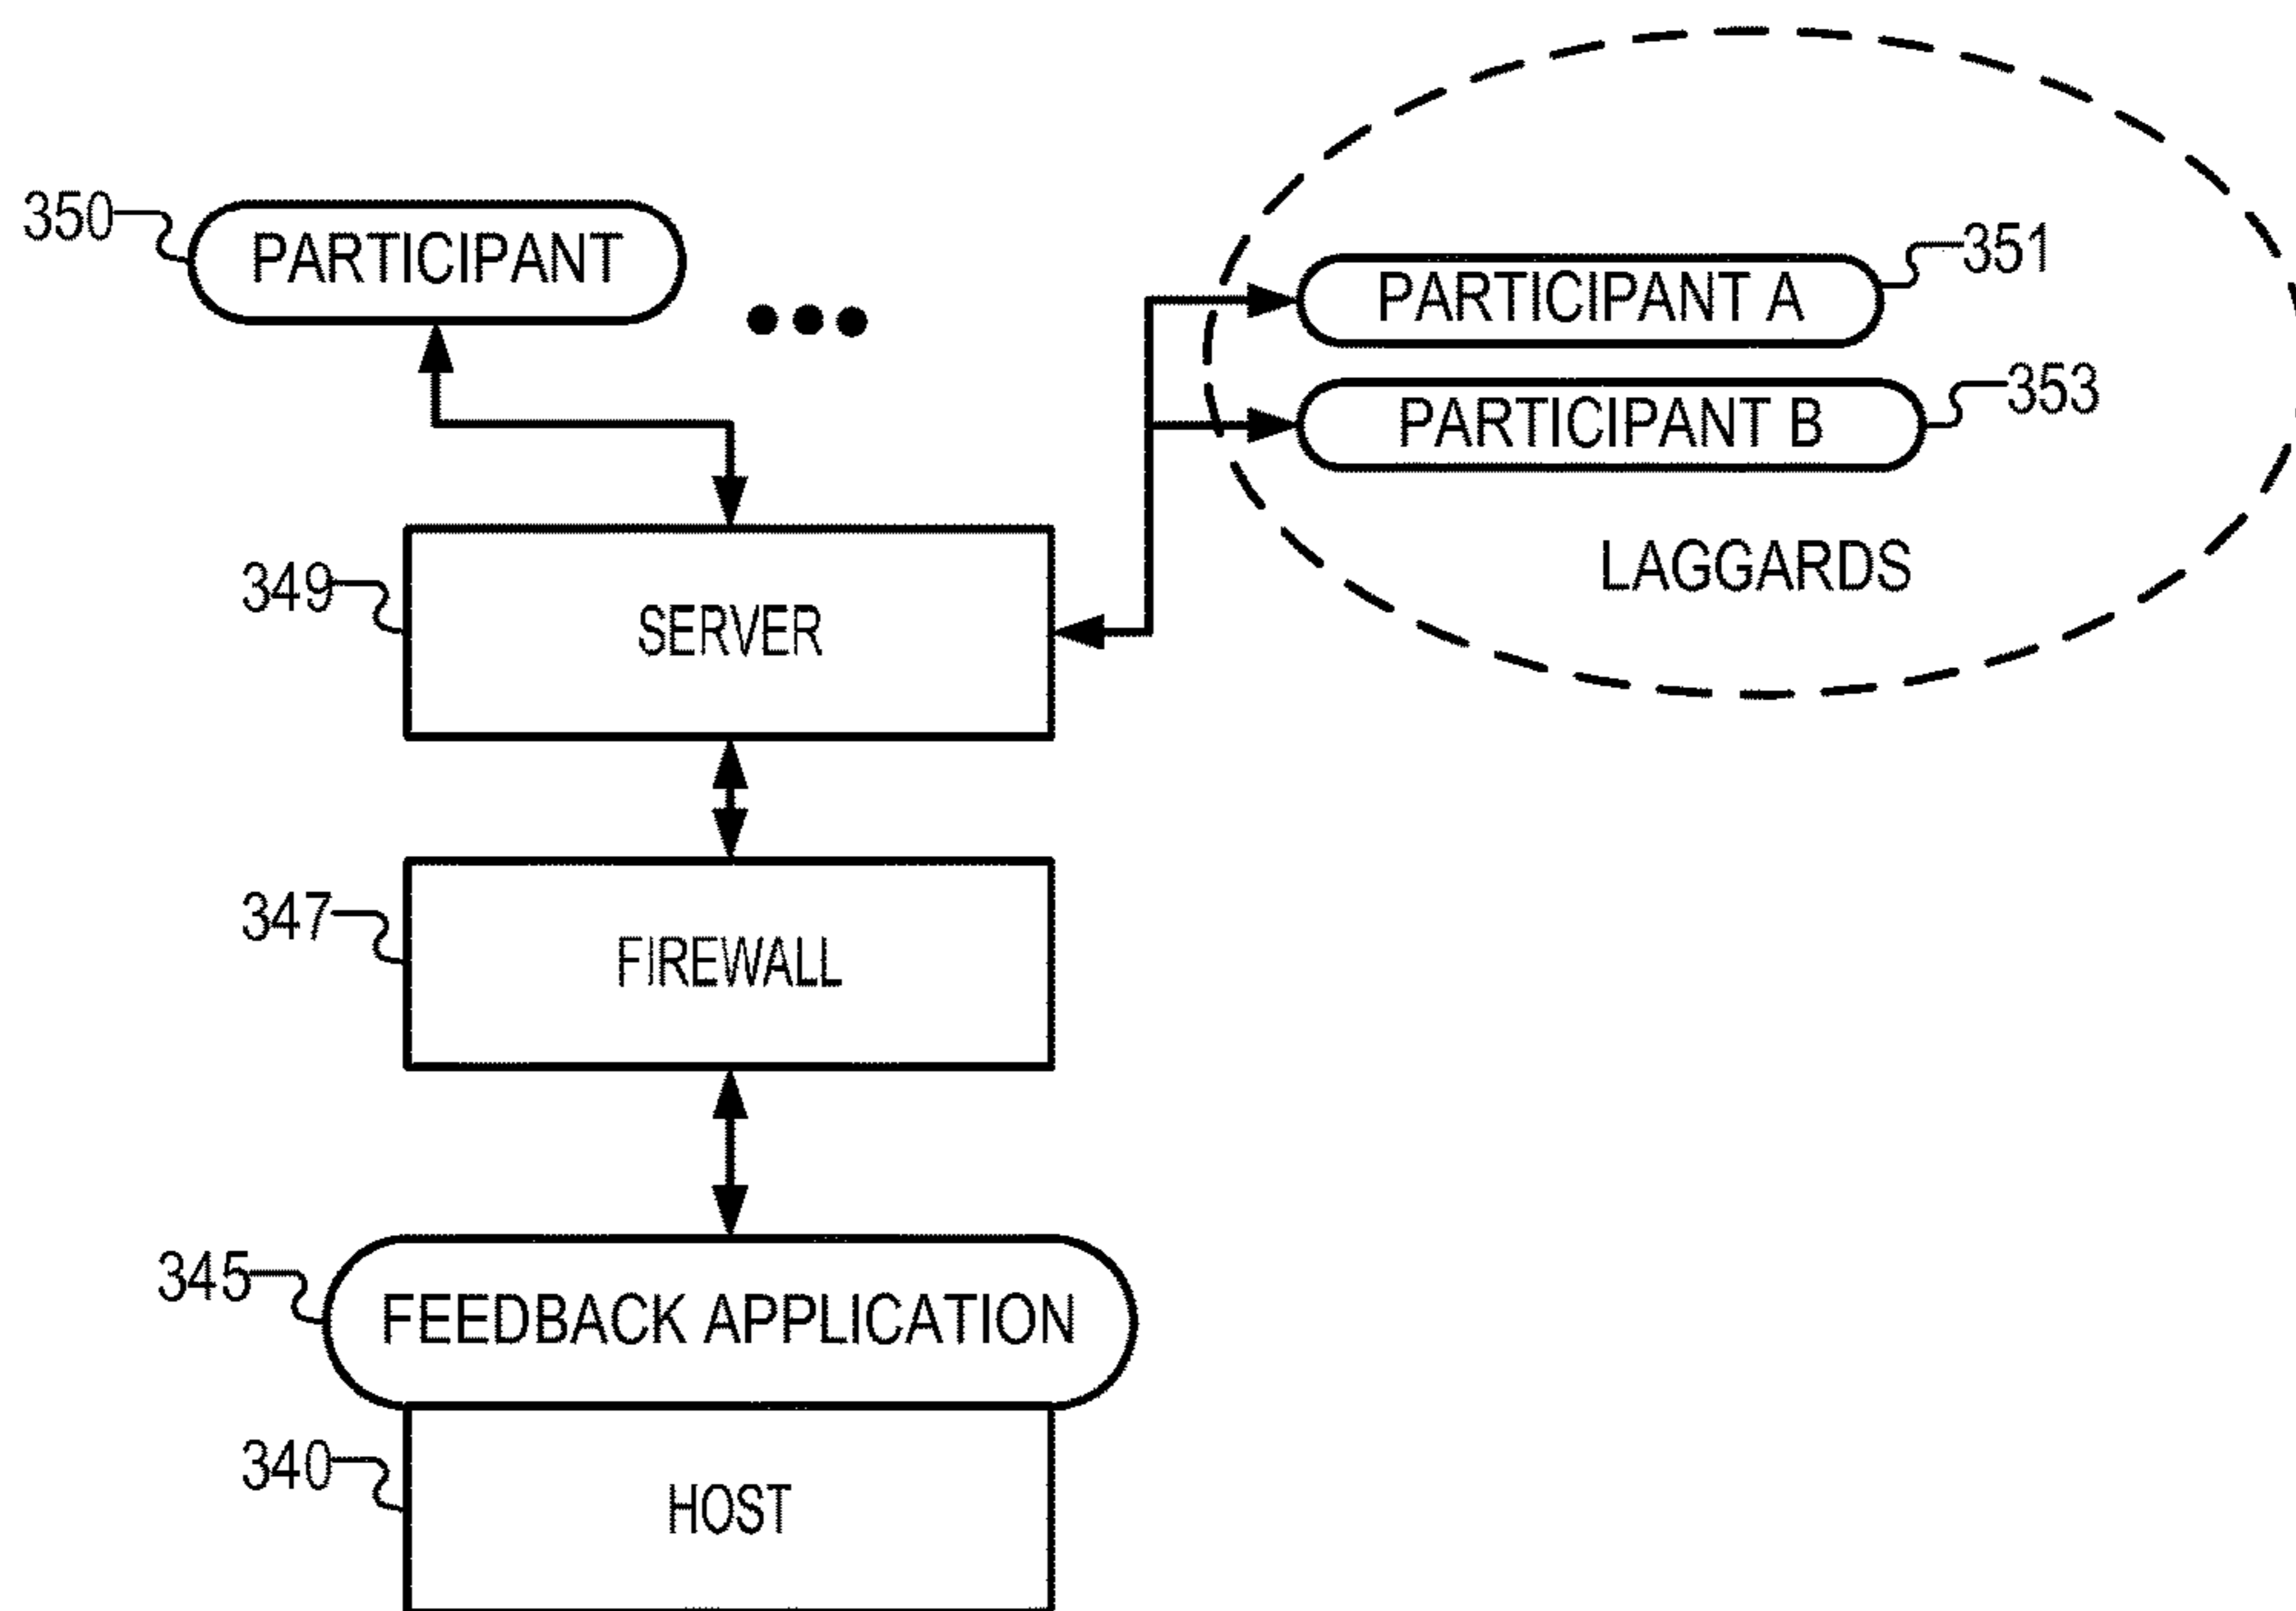 350
PARTICIPANT
351
PARTICIPANT A
353
PARTICIPANT B
LAGGARDS
349
SERVER
347
FIREWALL
345
FEEDBACK APPLICATION
340
HOST